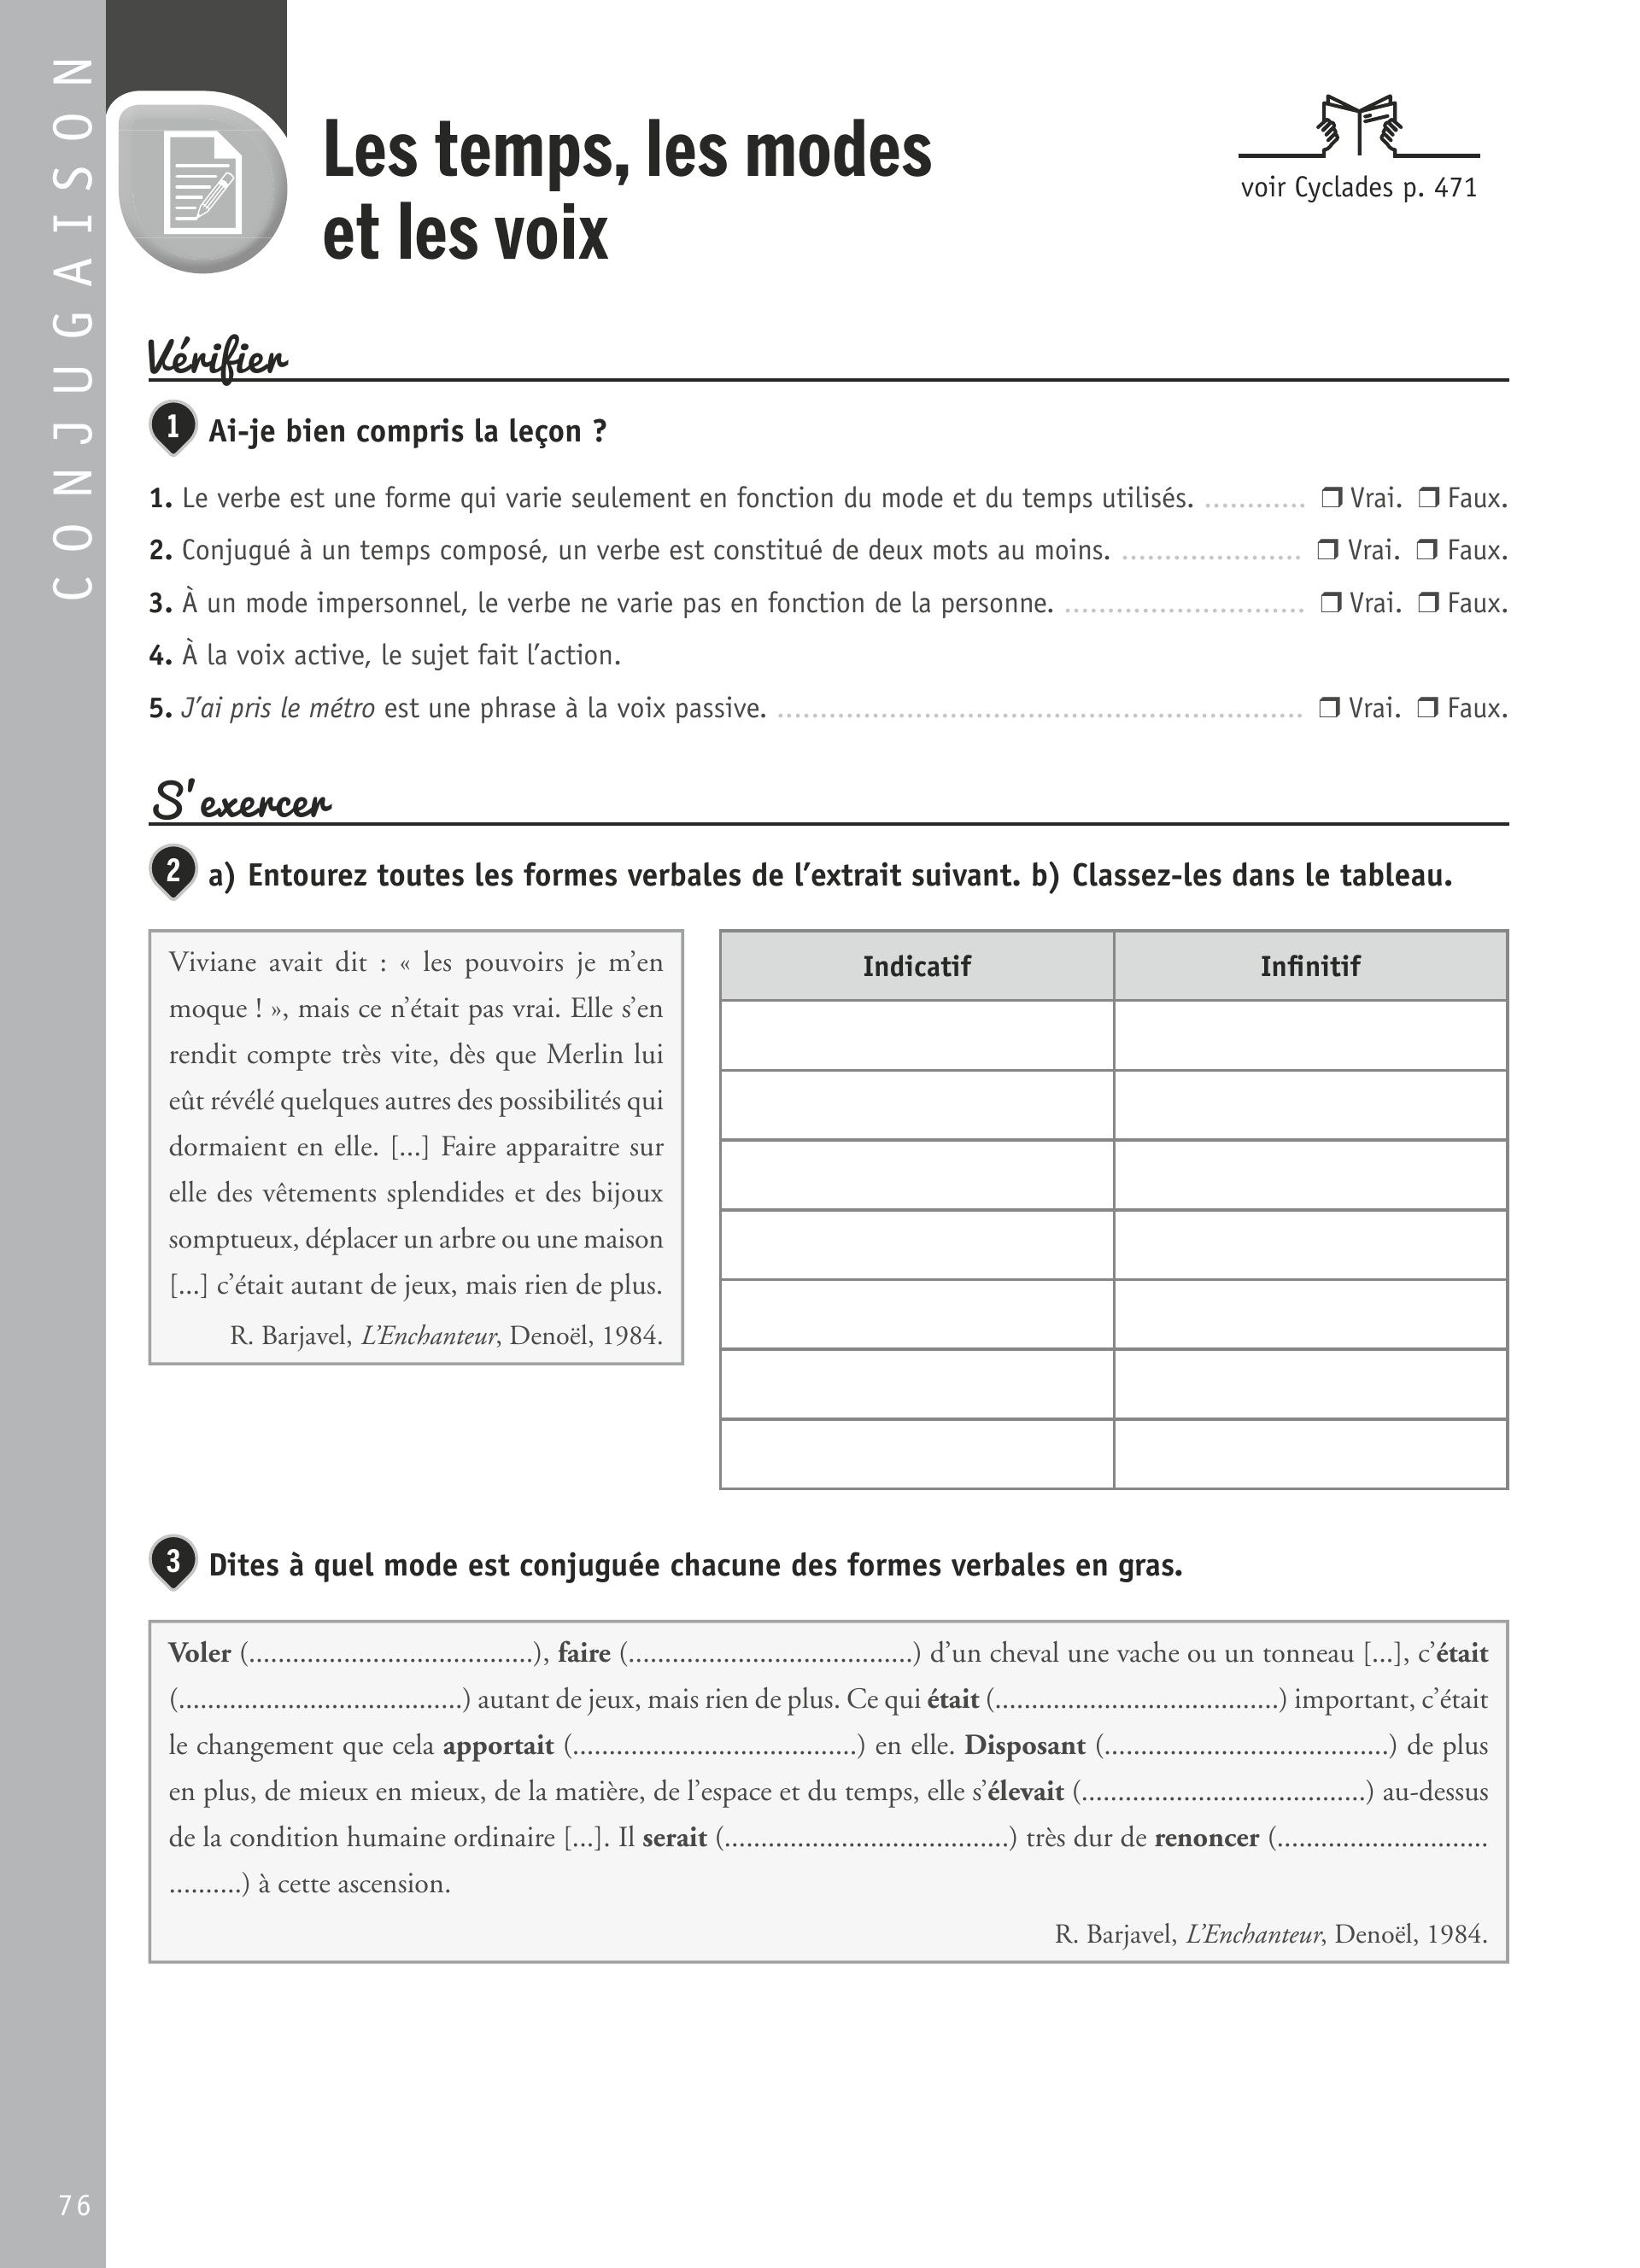 CONJUGAISON
Les temps, les modes
et les voix
voir Cyclades p. 471
Vérifier
1 Ai-je bien compris la leçon ?
1. Le verbe est une forme qui varie seulement en fonction du mode et du temps utilisés. ............ ❒ Vrai. ❒ Faux.
2. Conjugué à un temps composé, un verbe est constitué de deux mots au moins. ..................... ❒ Vrai. ❒ Faux.
3. À un mode impersonnel, le verbe ne varie pas en fonction de la personne. ............................ ❒ Vrai. ❒ Faux.
4. À la voix active, le sujet fait l’action.
5. J’ai pris le métro est une phrase à la voix passive. ............................................................. ❒ Vrai. ❒ Faux.
S’exercer
2 a) Entourez toutes les formes verbales de l’extrait suivant. b) Classez-les dans le tableau.
Viviane avait dit : « les pouvoirs je m’en
moque ! », mais ce n’était pas vrai. Elle s’en
rendit compte très vite, dès que Merlin lui
eût révélé quelques autres des possibilités qui
dormaient en elle. [...] Faire apparaitre sur
elle des vêtements splendides et des bijoux
somptueux, déplacer un arbre ou une maison
[...] c’était autant de jeux, mais rien de plus.
R. Barjavel, L’Enchanteur, Denoël, 1984.
Indicatif Infinitif
3 Dites à quel mode est conjuguée chacune des formes verbales en gras.
Voler (.......................................), faire (.......................................) d’un cheval une vache ou un tonneau [...], c’était
(.......................................) autant de jeux, mais rien de plus. Ce qui était (.......................................) important, c’était
le changement que cela apportait (.......................................) en elle. Disposant (.......................................) de plus
en plus, de mieux en mieux, de la matière, de l’espace et du temps, elle s’élevait (.......................................) au-dessus
de la condition humaine ordinaire [...]. Il serait (.......................................) très dur de renoncer (.............................
..........) à cette ascension.
R. Barjavel, L’Enchanteur, Denoël, 1984.
76